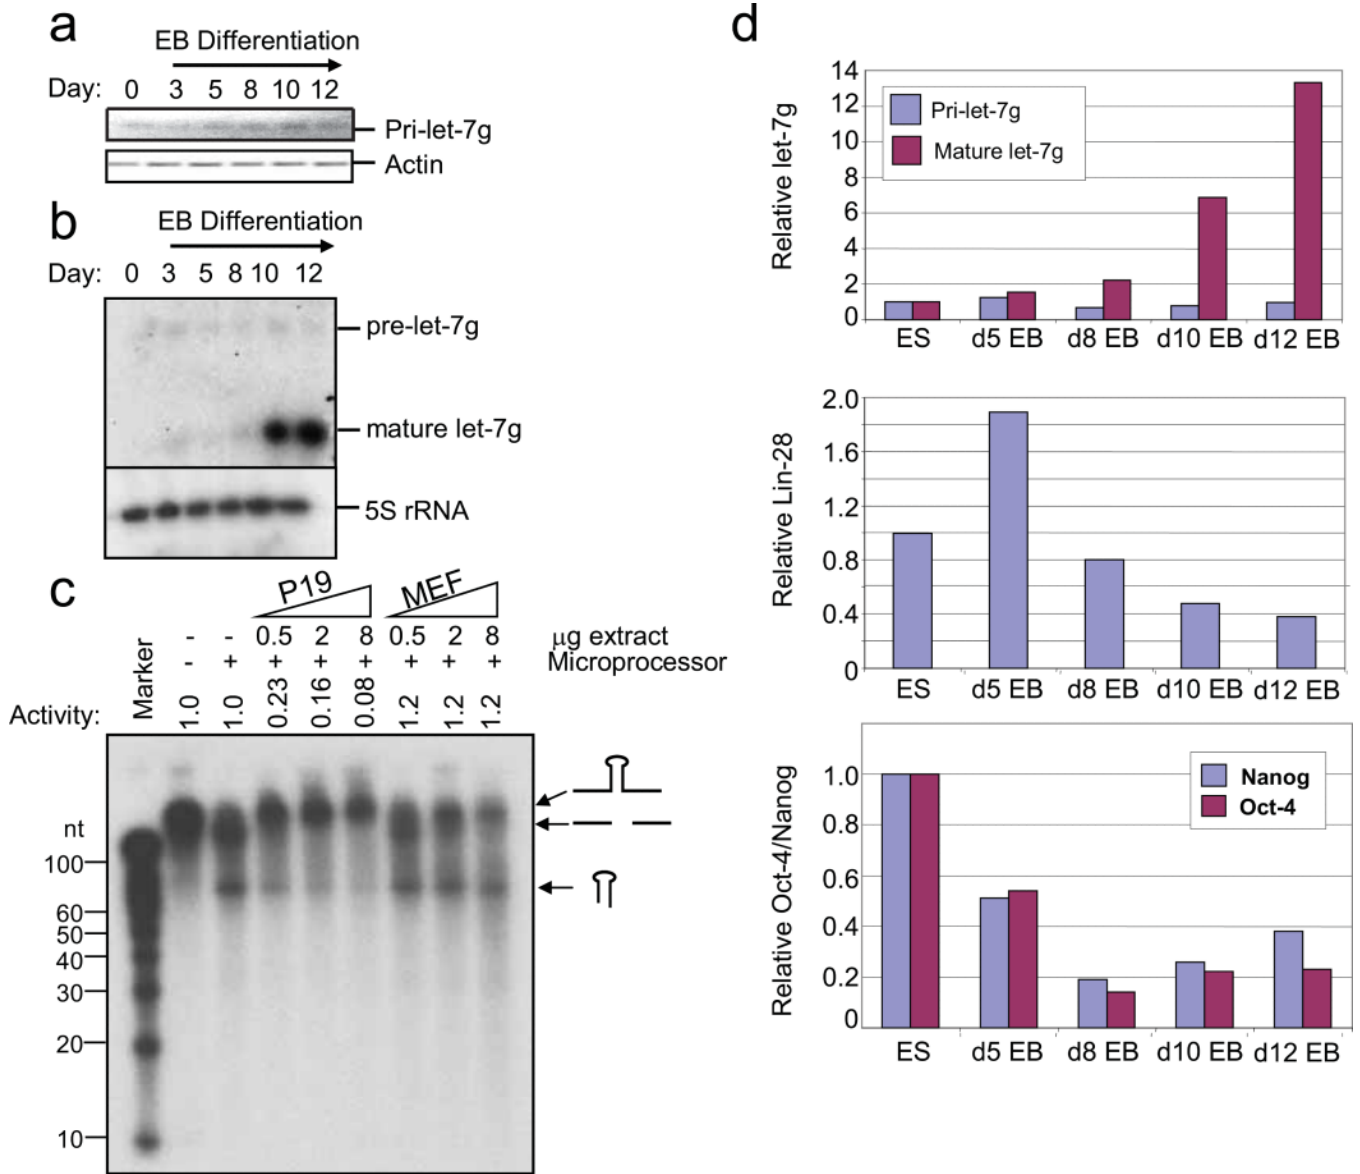 a
EB Differentiation
Day: 0 3 5 8 10 12
Pri-let-7g
Actin
b
EB Differentiation
Day: 0 3 5 8 10 12
pre-let-7g
mature let-7g
5S rRNA
c
P19 MEF
Marker
- - 0.5 2 8 0.5 2 8 µg extract
- + + + + + + + Microprocessor
Activity: 1.0 1.0 0.23 0.16 0.08 1.2 1.2 1.2
nt
100
60
50
40
30
20
10
d
Relative let-7g
14
12
10
8
6
4
2
0
Pri-let-7g
Mature let-7g
ES d5 EB d8 EB d10 EB d12 EB
Relative Lin-28
2.0
1.6
1.2
0.8
0.4
0
ES d5 EB d8 EB d10 EB d12 EB
Relative Oct-4/Nanog
1.0
0.8
0.6
0.4
0.2
0
Nanog
Oct-4
ES d5 EB d8 EB d10 EB d12 EB